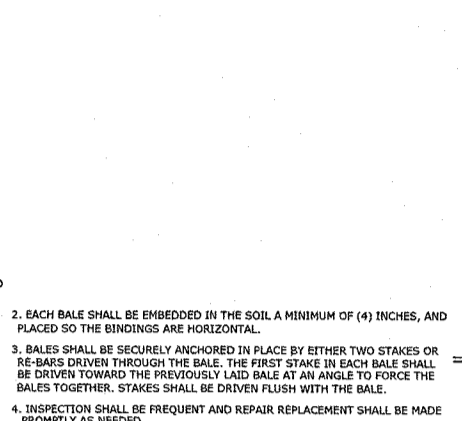 2. EACH BALE SHALL BE EMBEDDED IN THE SOIL A MINIMUM OF (4) INCHES, AND
PLACED SO THE BINDINGS ARE HORIZONTAL.
3. BALES SHALL BE SECURELY ANCHORED IN PLACE BY EITHER TWO STAKES OR
RE-BARS DRIVEN THROUGH THE BALE. THE FIRST STAKE IN EACH BALE SHALL
BE DRIVEN TOWARD THE PREVIOUSLY LAID BALE AT AN ANGLE TO FORCE THE
BALES TOGETHER. STAKES SHALL BE DRIVEN FLUSH WITH THE BALE.
4. INSPECTION SHALL BE FREQUENT AND REPAIR REPLACEMENT SHALL BE MADE
PROMPTLY AS NEEDED